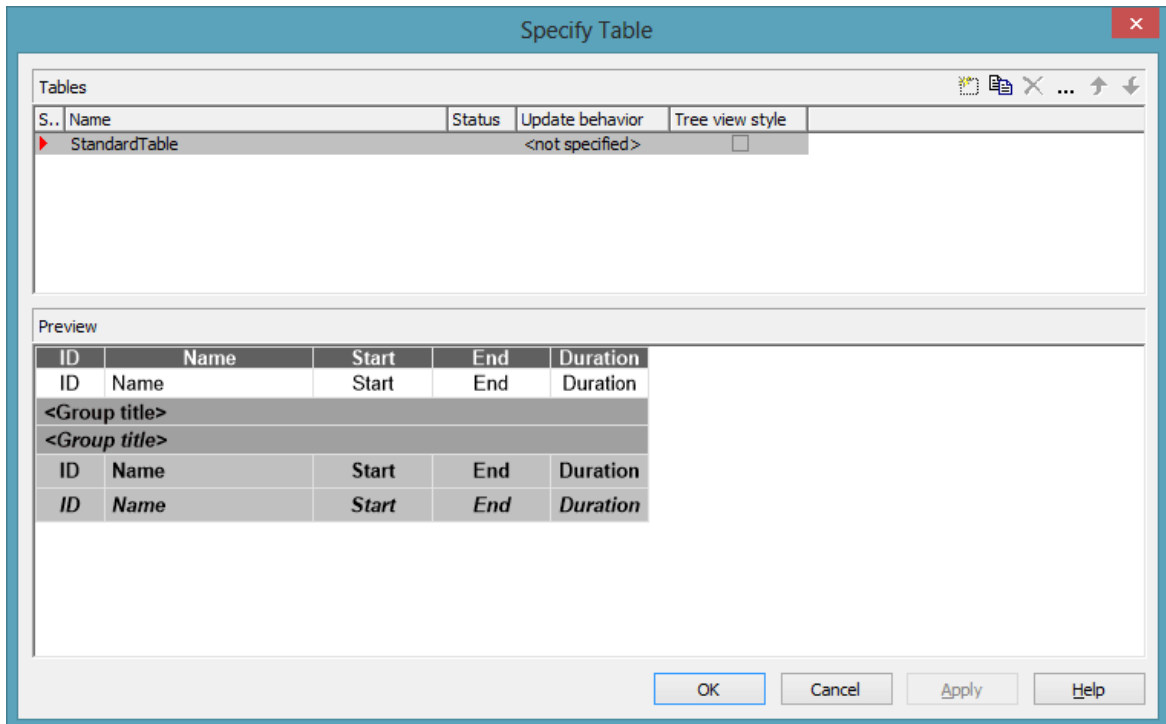 Specify Table
Tables
S.. Name Status Update behavior Tree view style
StandardTable <not specified>
Preview
ID Name Start End Duration
ID Name Start End Duration
<Group title>
<Group title>
ID Name Start End Duration
ID Name Start End Duration
OK Cancel Apply Help